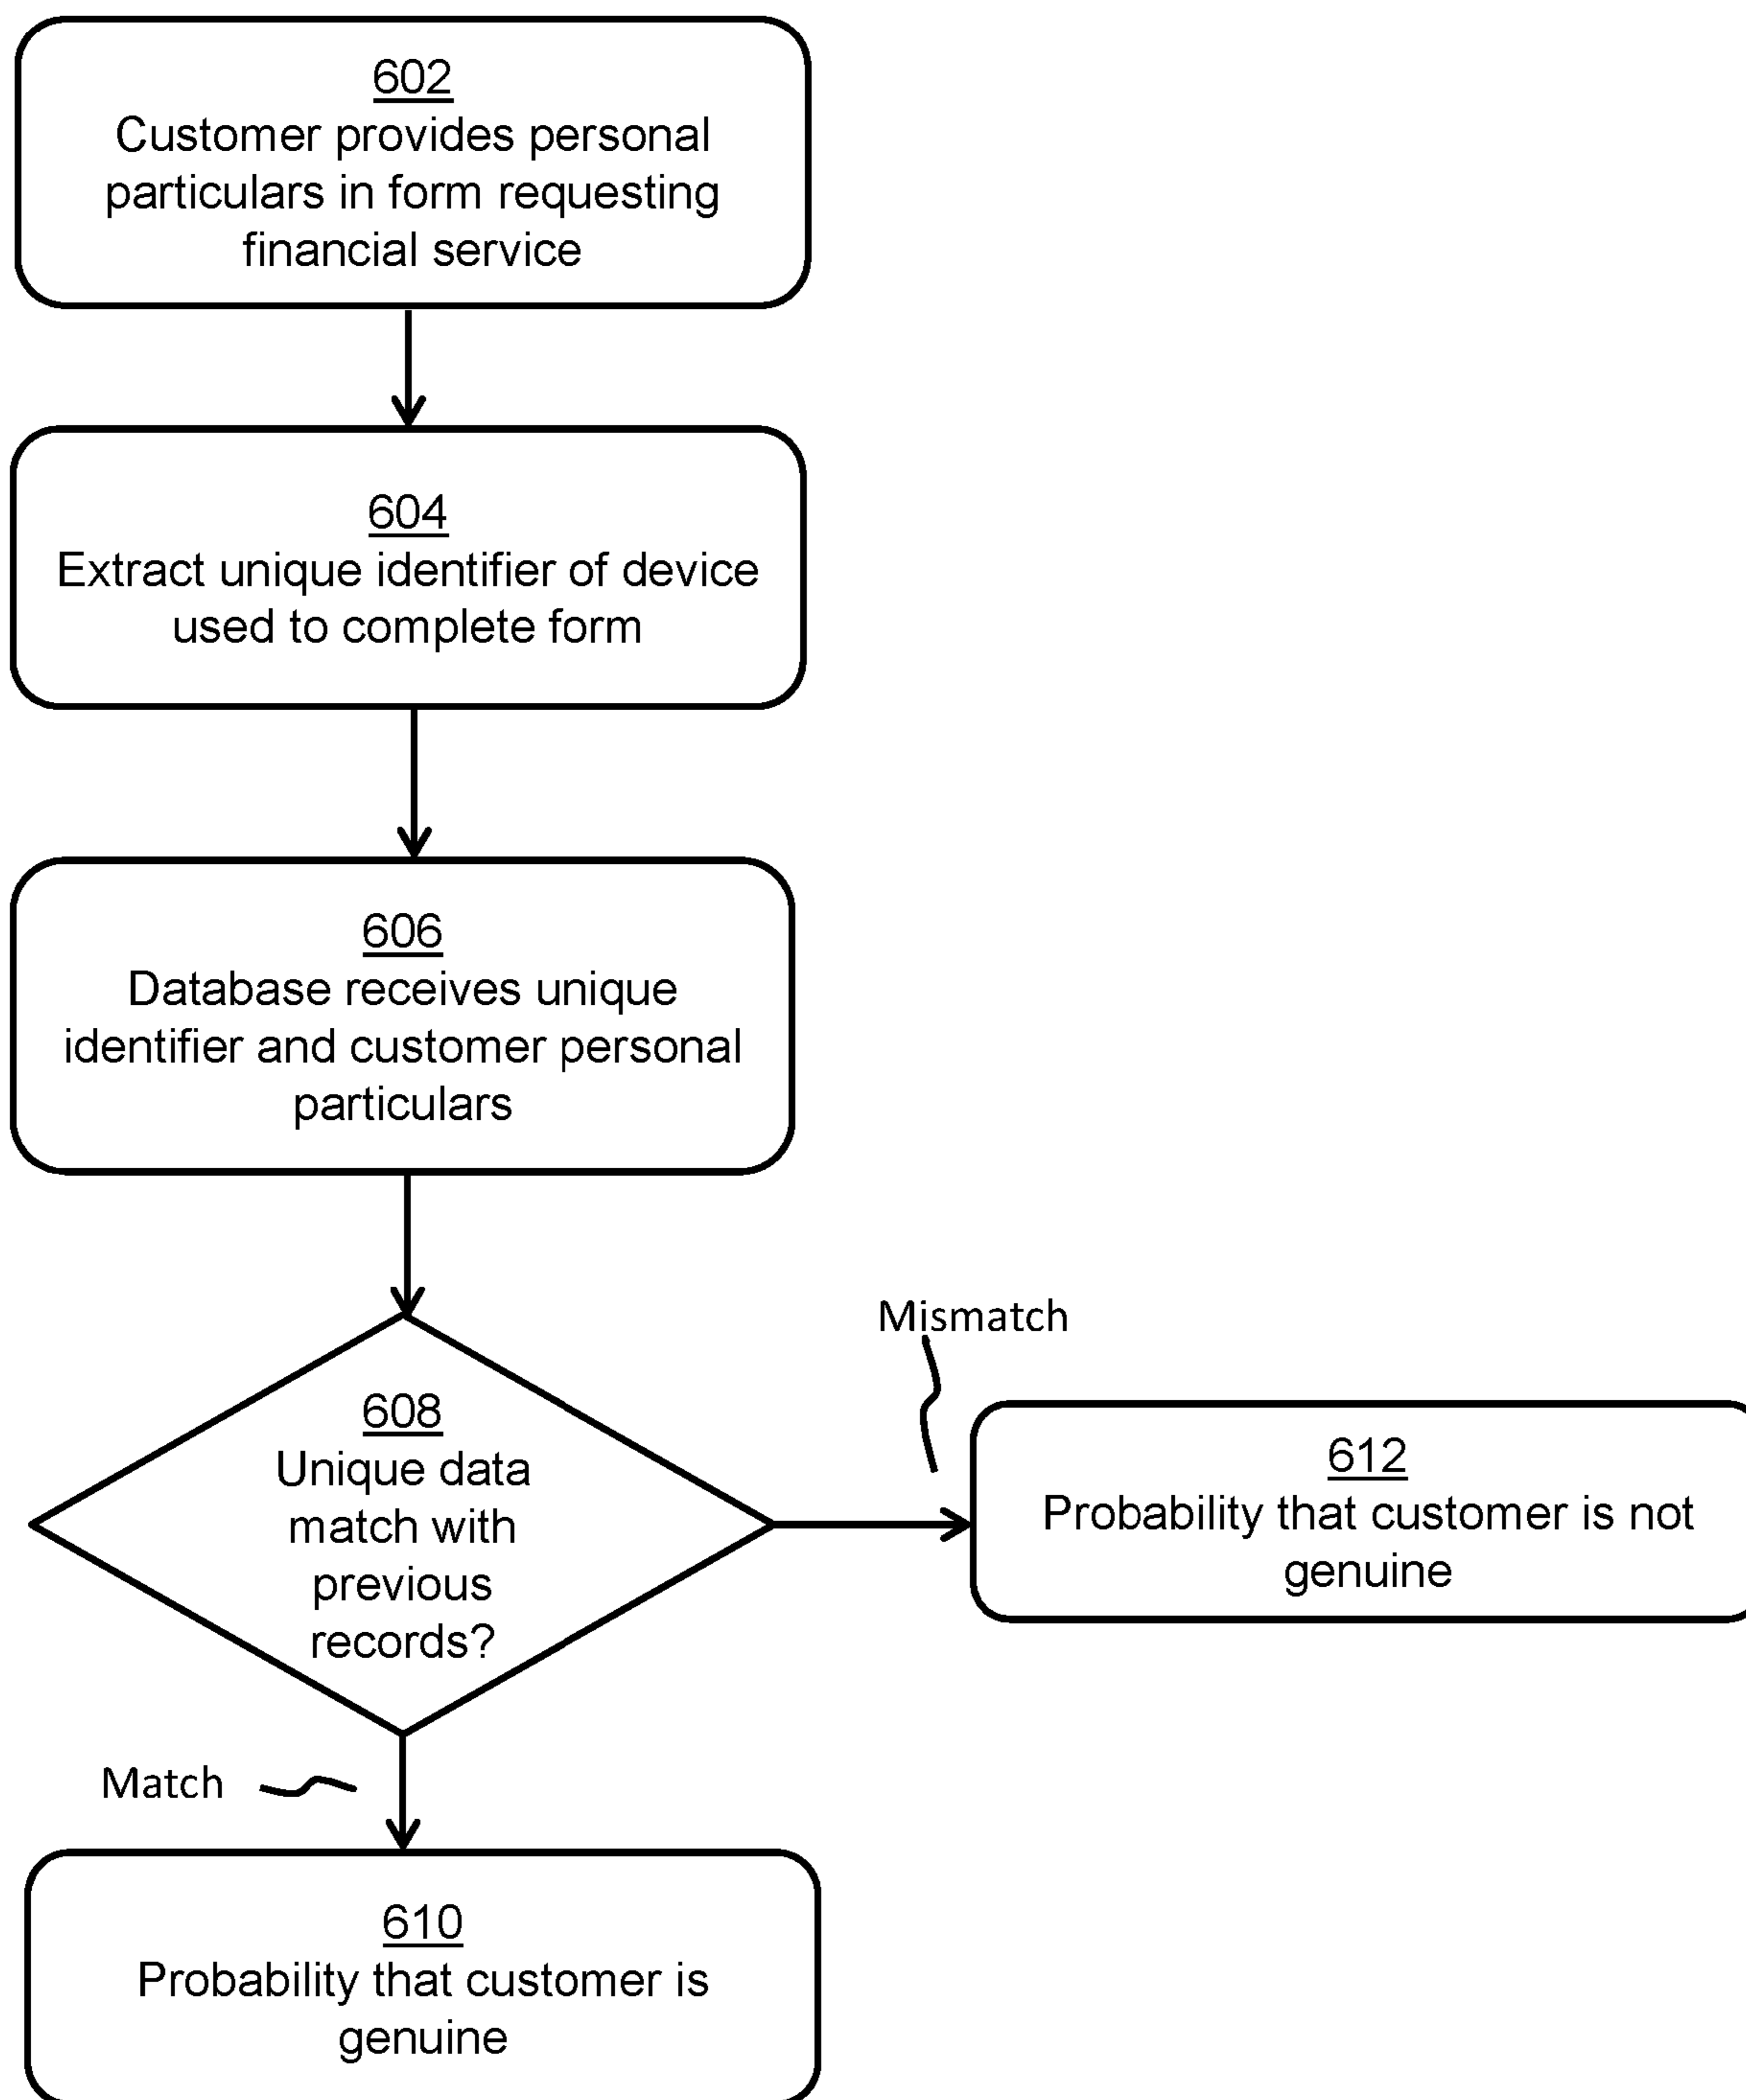 602
Customer provides personal
particulars in form requesting
financial service
604
Extract unique identifier of device
used to complete form
606
Database receives unique
identifier and customer personal
particulars
Mismatch
608
Unique data
match with
previous
records?
612
Probability that customer is not
genuine
Match
610
Probability that customer is
genuine